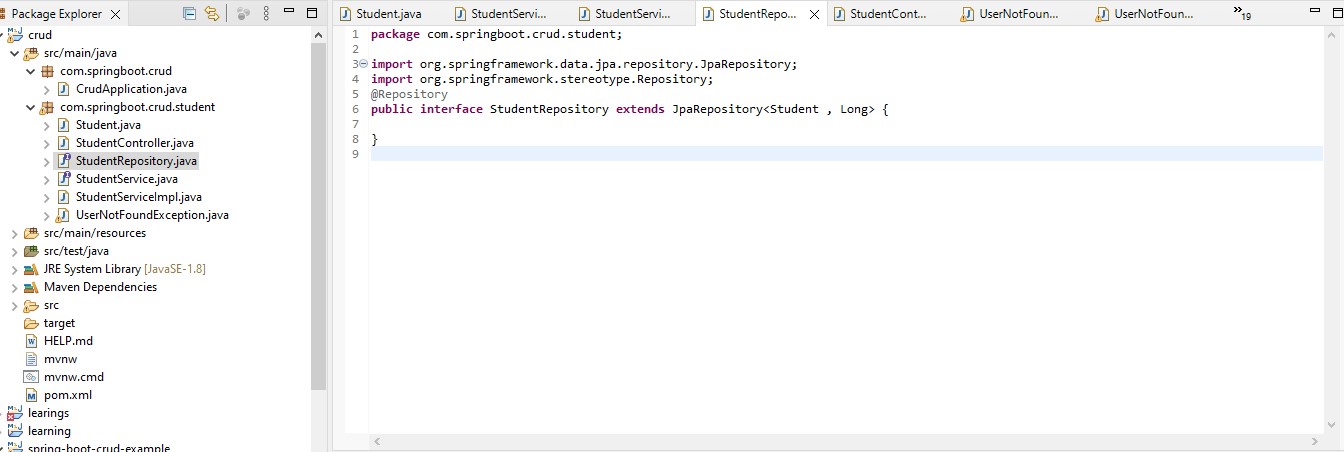 Package Explorer
crud
src/main/java
com.springboot.crud
CrudApplication.java
com.springboot.crud.student
Student.java
StudentController.java
StudentRepository.java
StudentService.java
StudentServiceImpl.java
UserNotFoundException.java
src/main/resources
src/test/java
JRE System Library [JavaSE-1.8]
Maven Dependencies
src
target
HELP.md
mvnw
mvnw.cmd
pom.xml
learings
learning
spring-boot-crud-example
Student.java StudentServi... StudentServi... StudentRepo... StudentCont... UserNotFoun... UserNotFoun... »19
1 package com.springboot.crud.student;
2
3 import org.springframework.data.jpa.repository.JpaRepository;
4 import org.springframework.stereotype.Repository;
5 @Repository
6 public interface StudentRepository extends JpaRepository<Student , Long> {
7
8 }
9